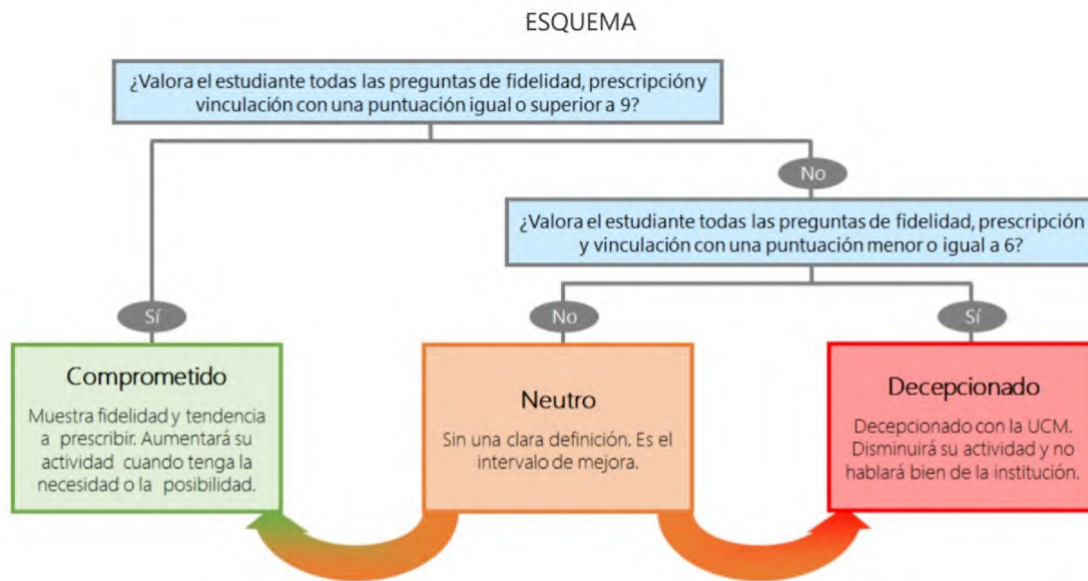 ESQUEMA
¿Valora el estudiante todas las preguntas de fidelidad, prescripción y
vinculación con una puntuación igual o superior a 9?
No
¿Valora el estudiante todas las preguntas de fidelidad, prescripción
y vinculación con una puntuación menor o igual a 6?
Sí
No
Sí
Comprometido
Muestra fidelidad y tendencia
a prescribir. Aumentará su
actividad cuando tenga la
necesidad o la posibilidad.
Neutro
Sin una clara definición. Es el
intervalo de mejora.
Decepcionado
Decepcionado con la UCM.
Disminuirá su actividad y no
hablará bien de la institución.